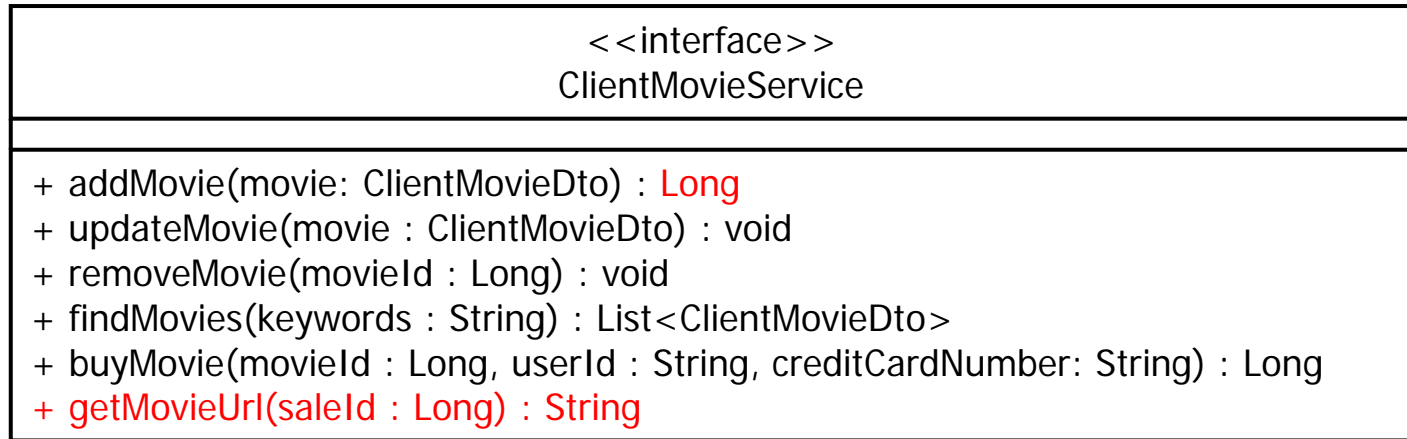 <<interface>>
ClientMovieService
+ addMovie(movie: ClientMovieDto) : Long
+ updateMovie(movie : ClientMovieDto) : void
+ removeMovie(movieId : Long) : void
+ findMovies(keywords : String) : List<ClientMovieDto>
+ buyMovie(movieId : Long, userId : String, creditCardNumber: String) : Long
+ getMovieUrl(saleId : Long) : String